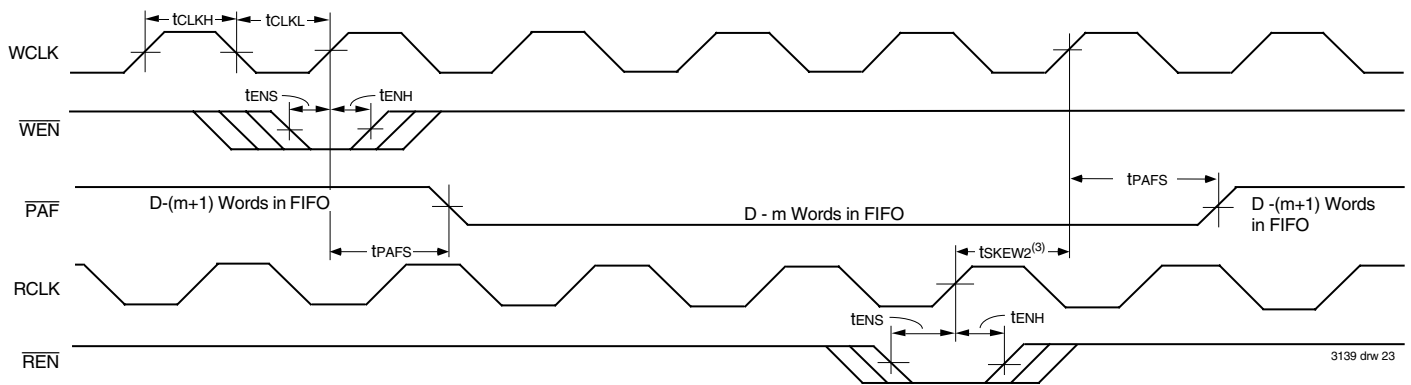 tCLKH
tCLKL
WCLK
tENS
tENH
WEN
PAF
D-(m+1) Words in FIFO
D - m Words in FIFO
tPAFS
D -(m+1) Words
in FIFO
tPAFS
tSKEW2(3)
RCLK
tENS
tENH
REN
3139 drw 23